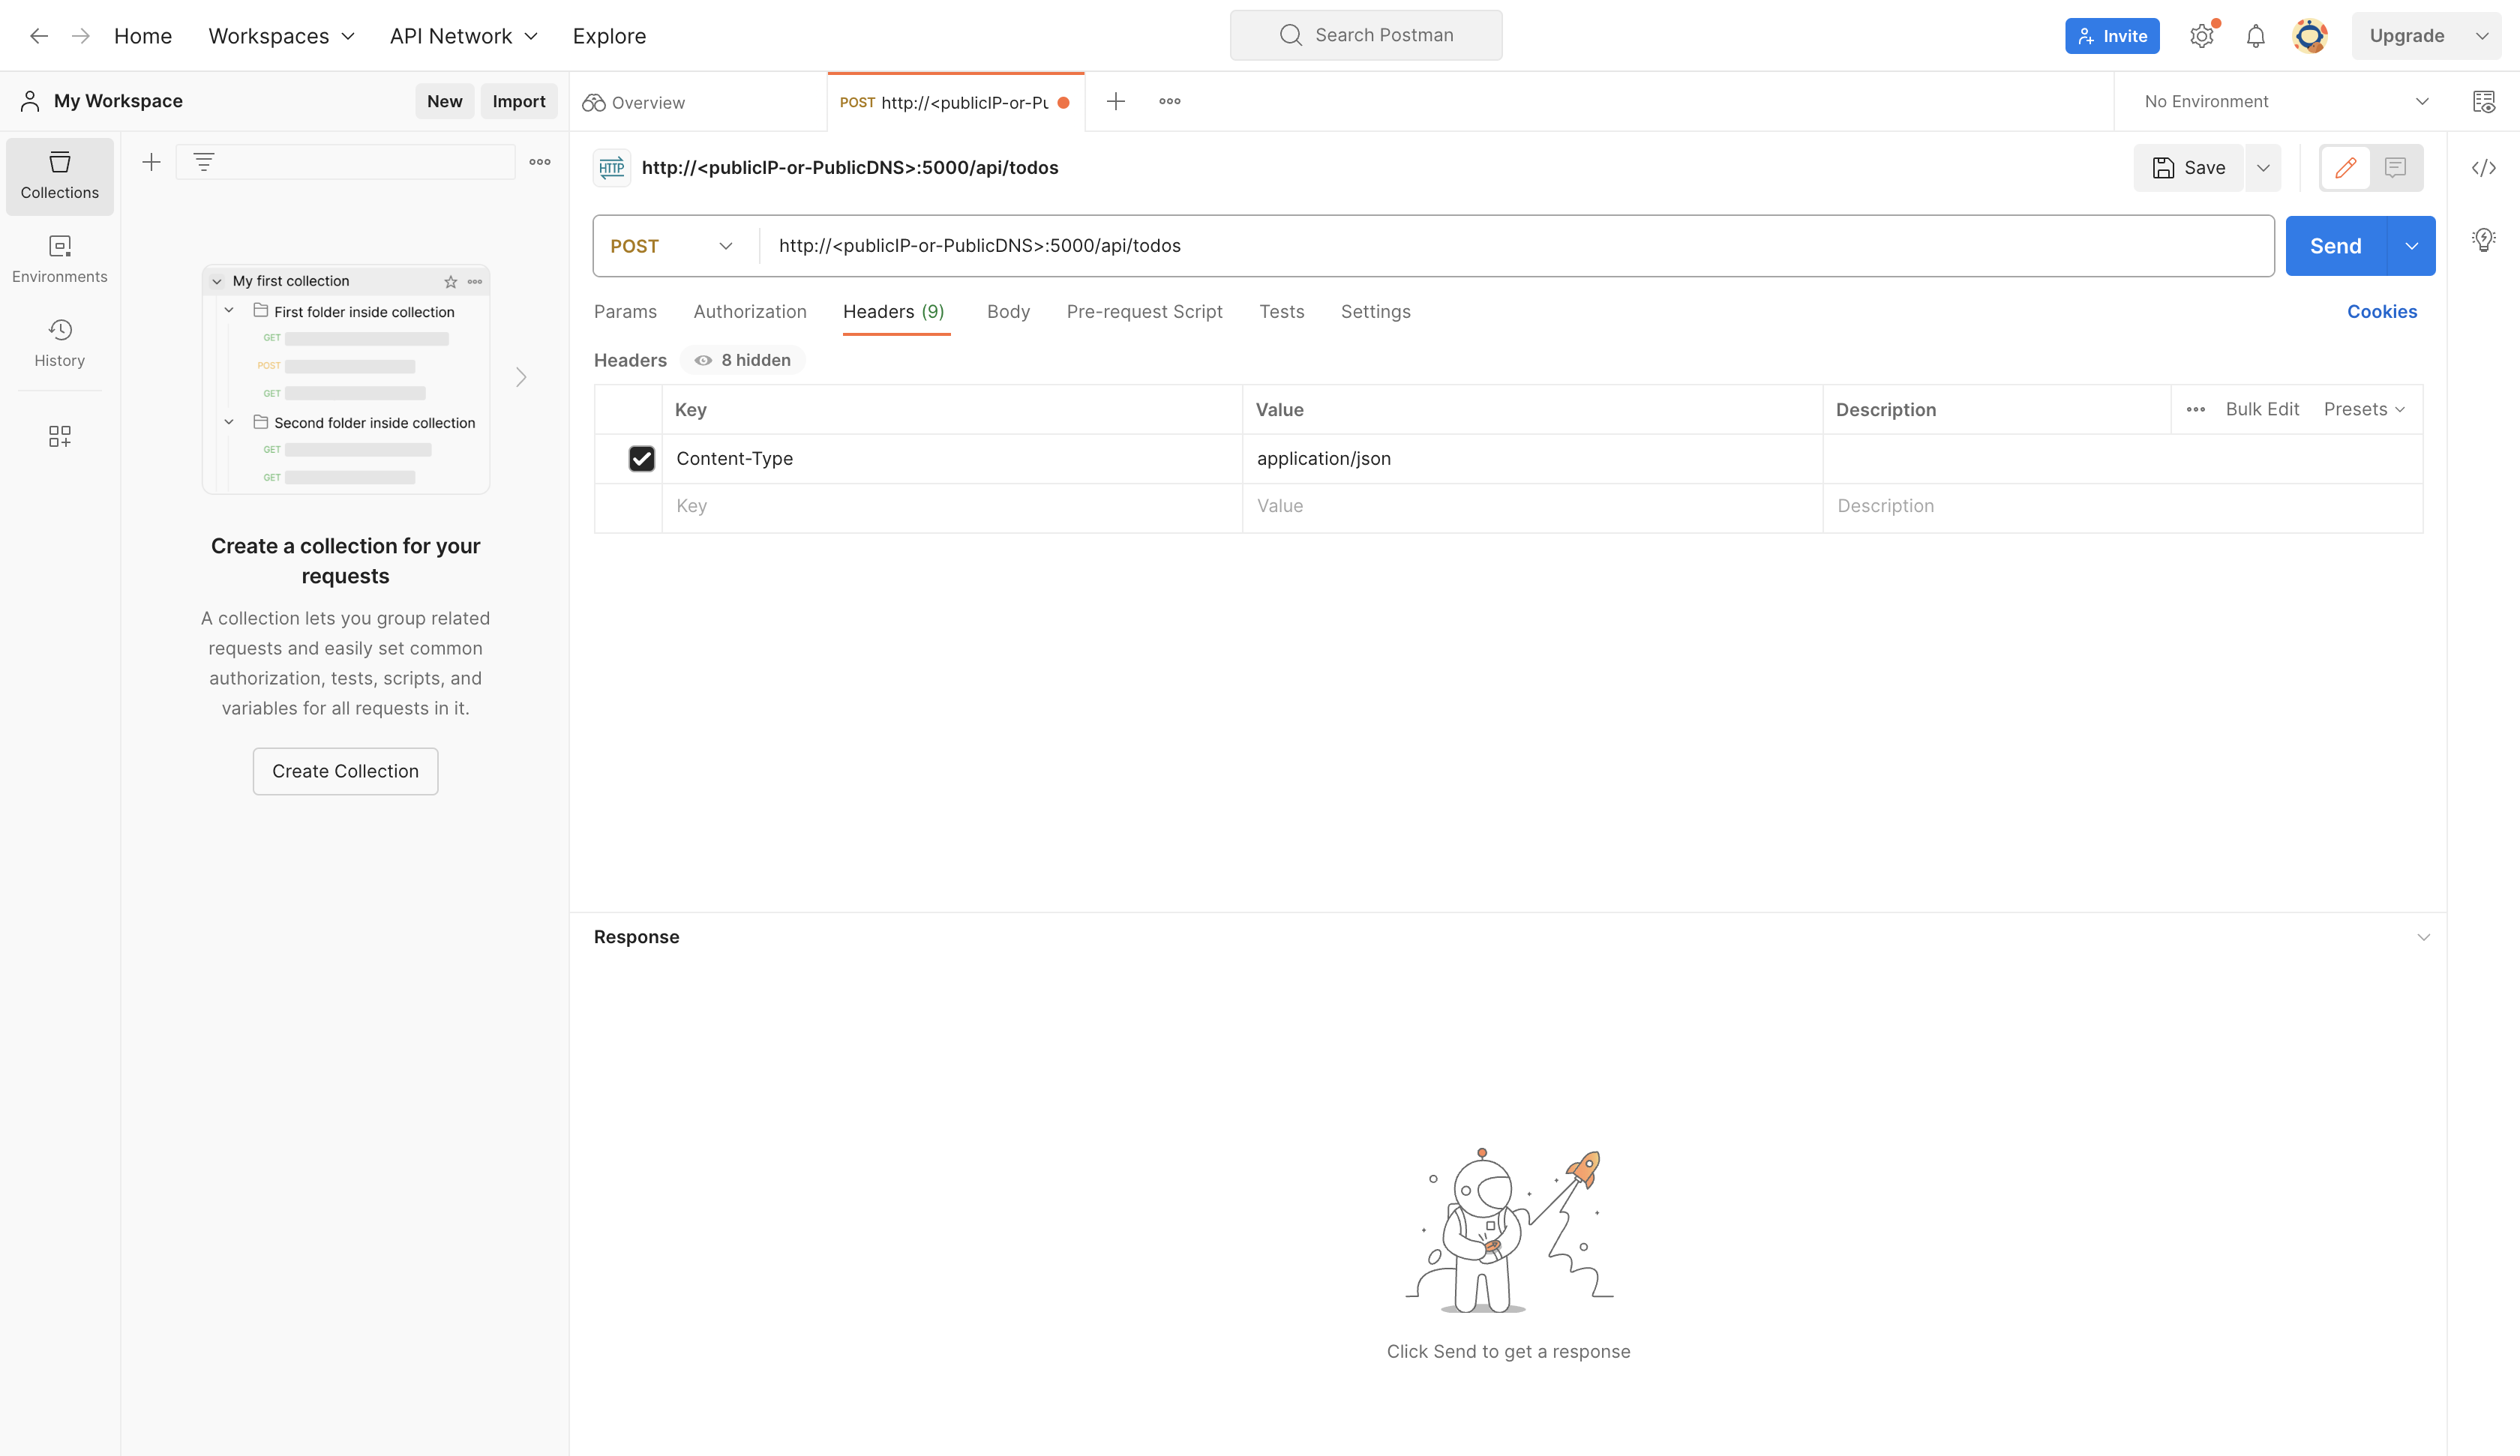 Home
Workspaces
API Network
Explore
Search Postman
Invite
Upgrade
My Workspace
New
Import
Overview
POST http://<publicIP-or-Pu
No Environment
Collections
Environments
History
My first collection
First folder inside collection
GET
POST
GET
Second folder inside collection
GET
GET
Create a collection for your
requests
A collection lets you group related
requests and easily set common
authorization, tests, scripts, and
variables for all requests in it.
Create Collection
HTTP
http://<publicIP-or-PublicDNS>:5000/api/todos
Save
POST
http://<publicIP-or-PublicDNS>:5000/api/todos
Send
Params
Authorization
Headers (9)
Body
Pre-request Script
Tests
Settings
Cookies
Headers
8 hidden
Key
Value
Description
Bulk Edit
Presets
Content-Type
application/json
Key
Value
Description
Response
Click Send to get a response